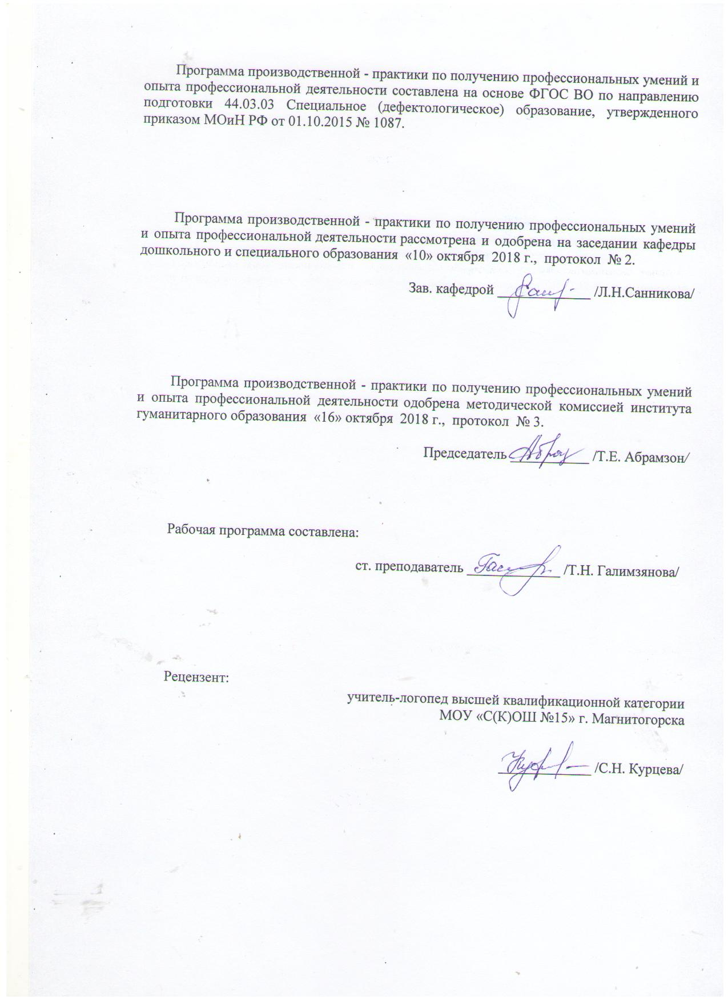 Программа производственной - практики по получению профессиональных умений и
опыта профессиональной деятельности составлена на основе ФГОС ВО по направлению
подготовки 44.03.03 Специальное (дефектологическое) образование, утвержденного
приказом МОиН РФ от 01.10.2015 № 1087.
Программа производственной - практики по получению профессиональных умений
и опыта профессиональной деятельности рассмотрена и одобрена на заседании кафедры
дошкольного и специального образования «10» октября 2018 г., протокол № 2.
Зав. кафедрой _____________ /Л.Н.Санникова/
Программа производственной - практики по получению профессиональных умений
и опыта профессиональной деятельности одобрена методической комиссией института
гуманитарного образования «16» октября 2018 г., протокол № 3.
Председатель ___________ /Т.Е. Абрамзон/
Рабочая программа составлена:
ст. преподаватель _____________ /Т.Н. Галимзянова/
Рецензент:
учитель-логопед высшей квалификационной категории
МОУ «С(К)ОШ №15» г. Магнитогорска
_____________ /С.Н. Курцева/